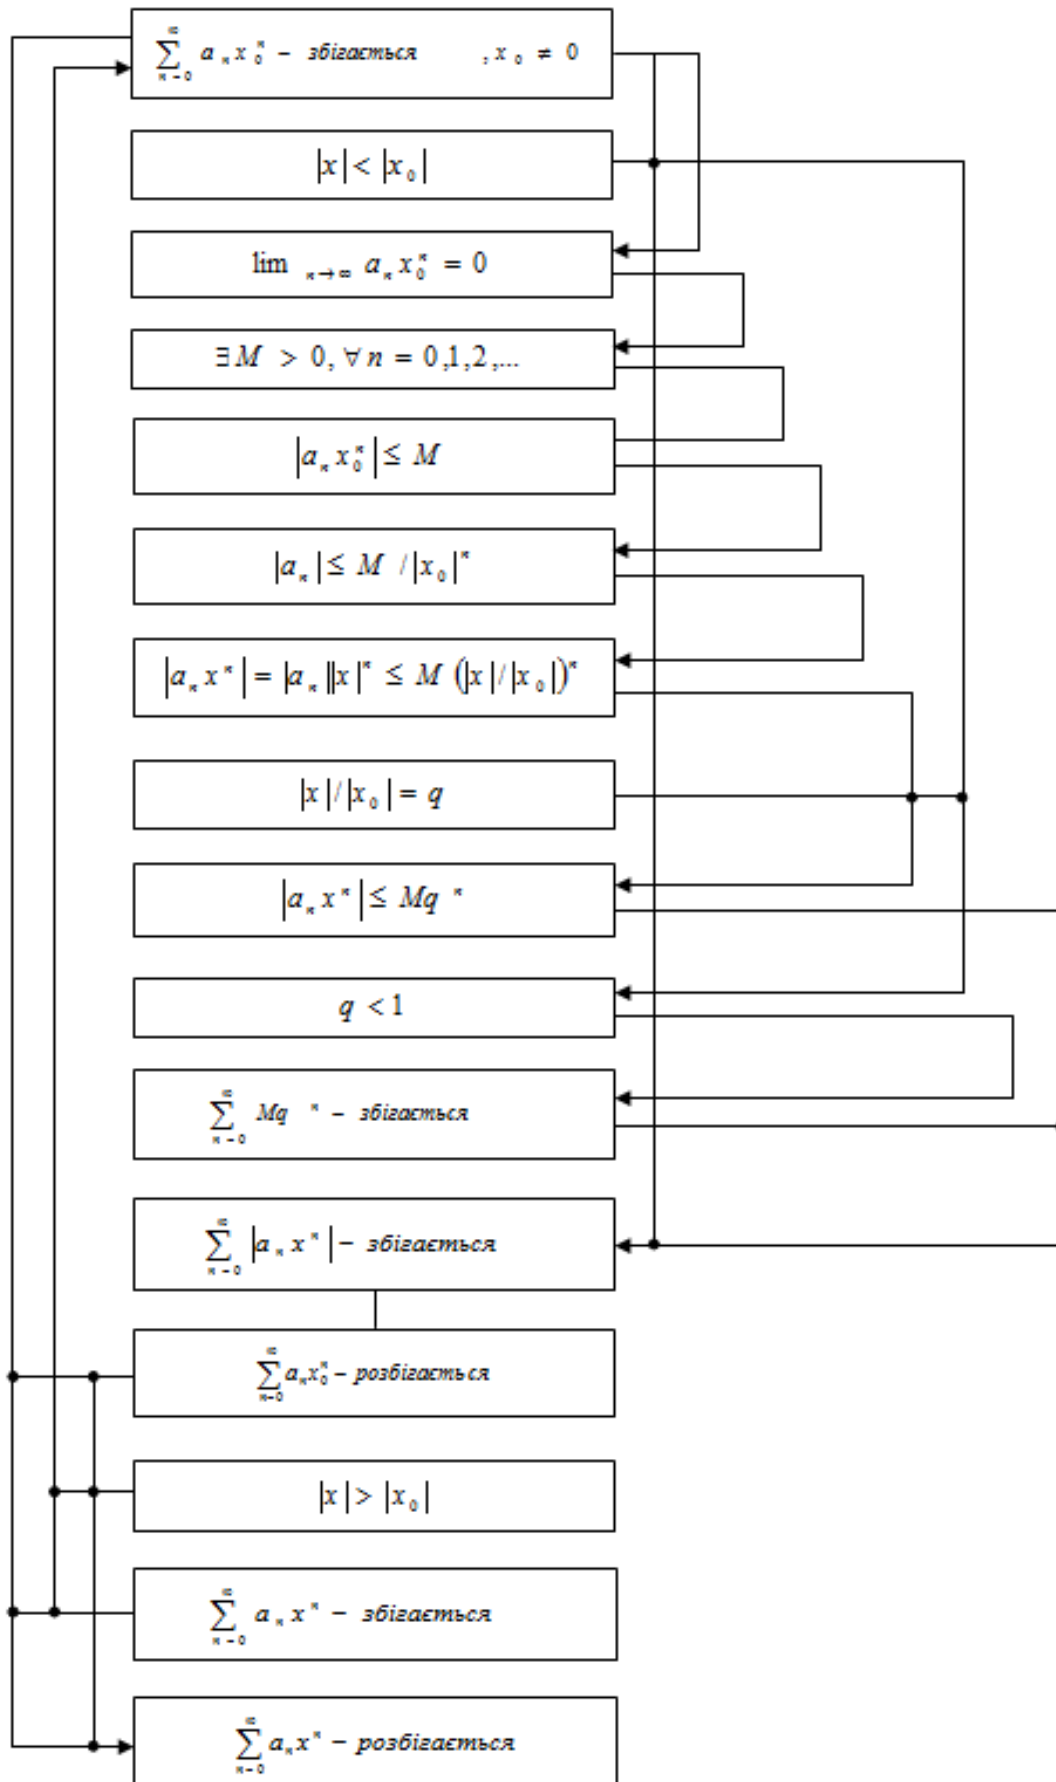 ∑_{n=0}^{∞} a_n x_0^n – збігається , x_0 ≠ 0
|x| < |x_0|
lim_{n→∞} a_n x_0^n = 0
∃ M > 0, ∀ n = 0,1,2,...
|a_n x_0^n| ≤ M
|a_n| ≤ M / |x_0|^n
|a_n x^n| = |a_n||x|^n ≤ M (|x| / |x_0|)^n
|x| / |x_0| = q
|a_n x^n| ≤ Mq^n
q < 1
∑_{n=0}^{∞} Mq^n – збігається
∑_{n=0}^{∞} |a_n x^n| – збігається
∑_{n=0}^{∞} a_n x_0^n – розбігається
|x| > |x_0|
∑_{n=0}^{∞} a_n x^n – збігається
∑_{n=0}^{∞} a_n x^n – розбігається